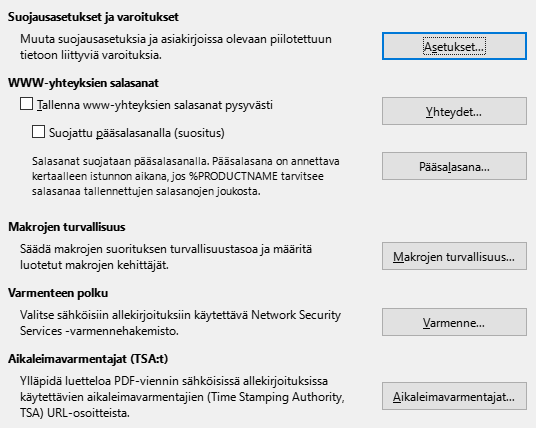 Suojausasetukset ja varoitukset
Muuta suojausasetuksia ja asiakirjoissa olevaan piilotettuun
tietoon liittyviä varoituksia.
Asetukset...
WWW-yhteyksien salasanat
Tallenna www-yhteyksien salasanat pysyvästi
Yhteydet...
Suojattu pääsalasanalla (suositus)
Salasanat suojataan pääsalasanalla. Pääsalasana on annettava
kertaalleen istunnon aikana, jos %PRODUCTNAME tarvitsee
salasanaa tallennettujen salasanojen joukosta.
Pääsalasana...
Makrojen turvallisuus
Säädä makrojen suorituksen turvallisuustasoa ja määritä
luotetut makrojen kehittäjät.
Makrojen turvallisuus...
Varmenteen polku
Valitse sähköisiin allekirjoituksiin käytettävä Network Security
Services -varmennehakemisto.
Varmenne...
Aikaleimavarmentajat (TSA:t)
Ylläpidä luetteloa PDF-viennin sähköisissä allekirjoituksissa
käytettävien aikaleimavarmentajien (Time Stamping Authority,
TSA) URL-osoitteista.
Aikaleimavarmentajat...